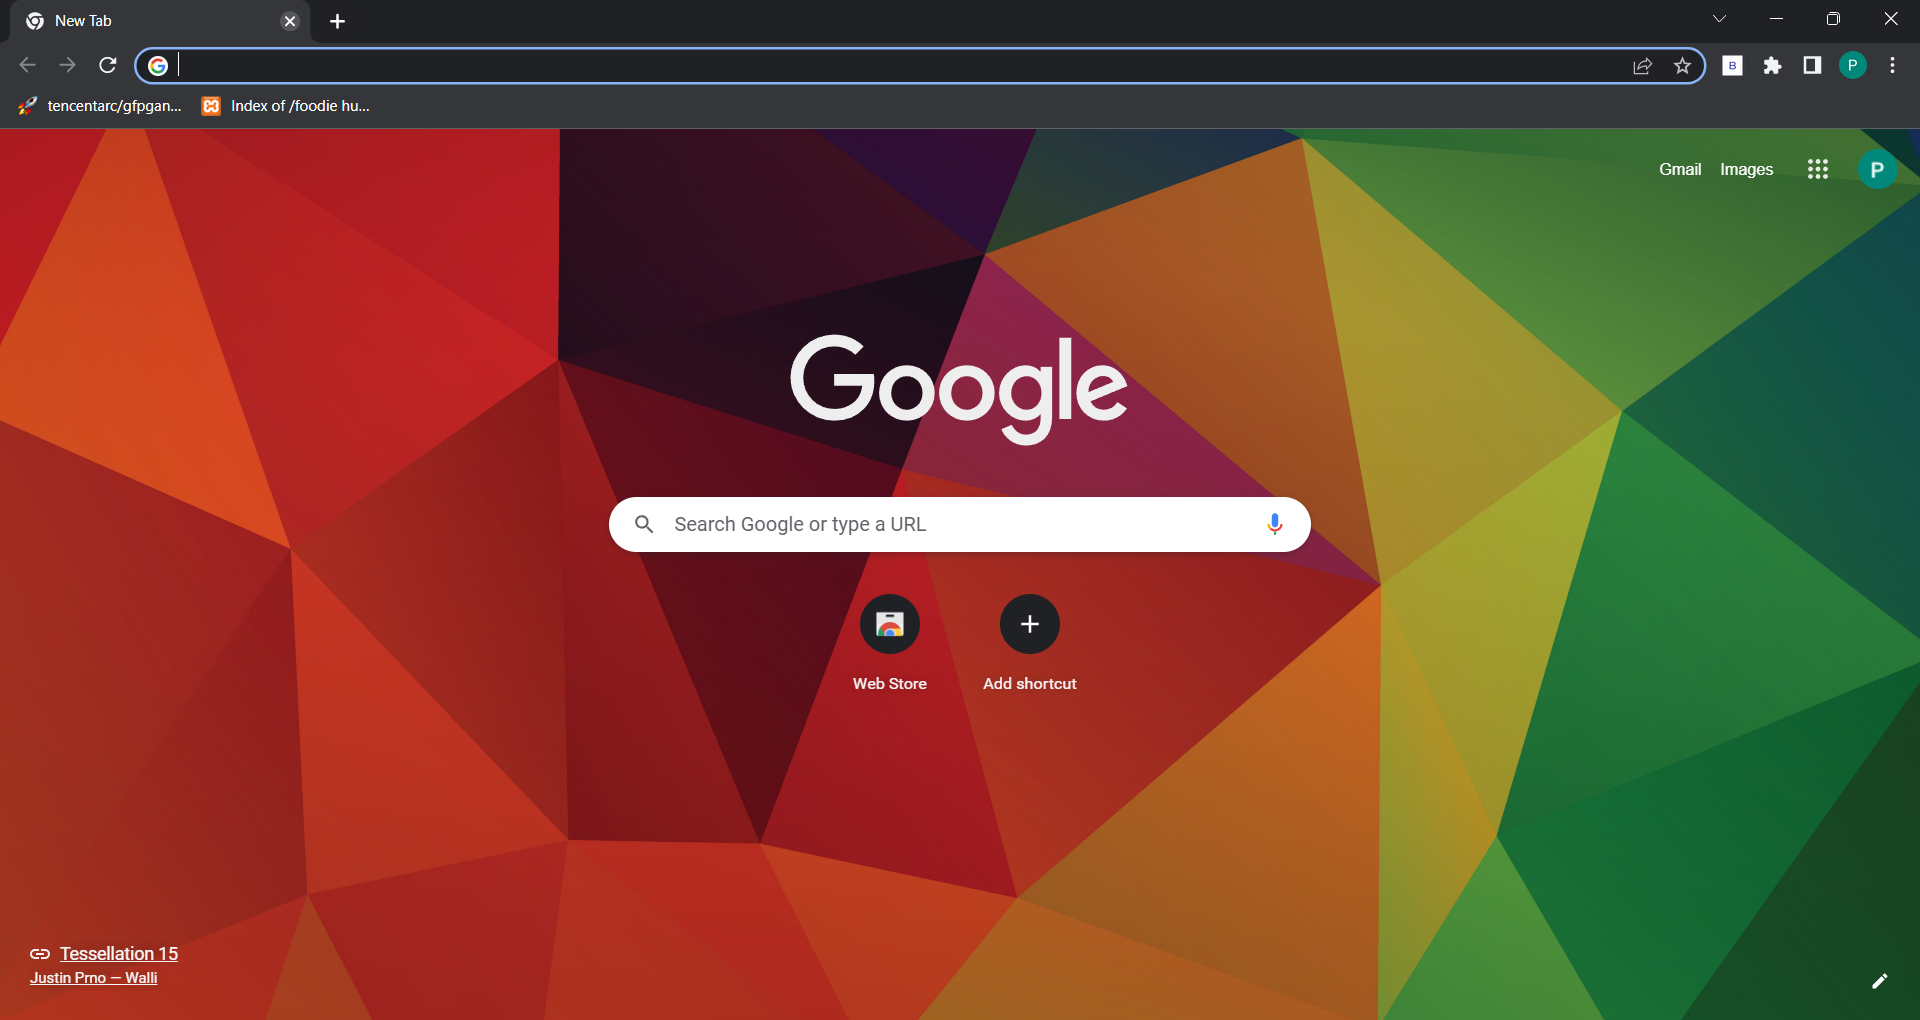 New Tab
B
P
tencentarc/gfpgan...
Index of /foodie hu...
Gmail Images
P
Google
Search Google or type a URL
Web Store
Add shortcut
Tessellation 15
Justin Prno — Walli